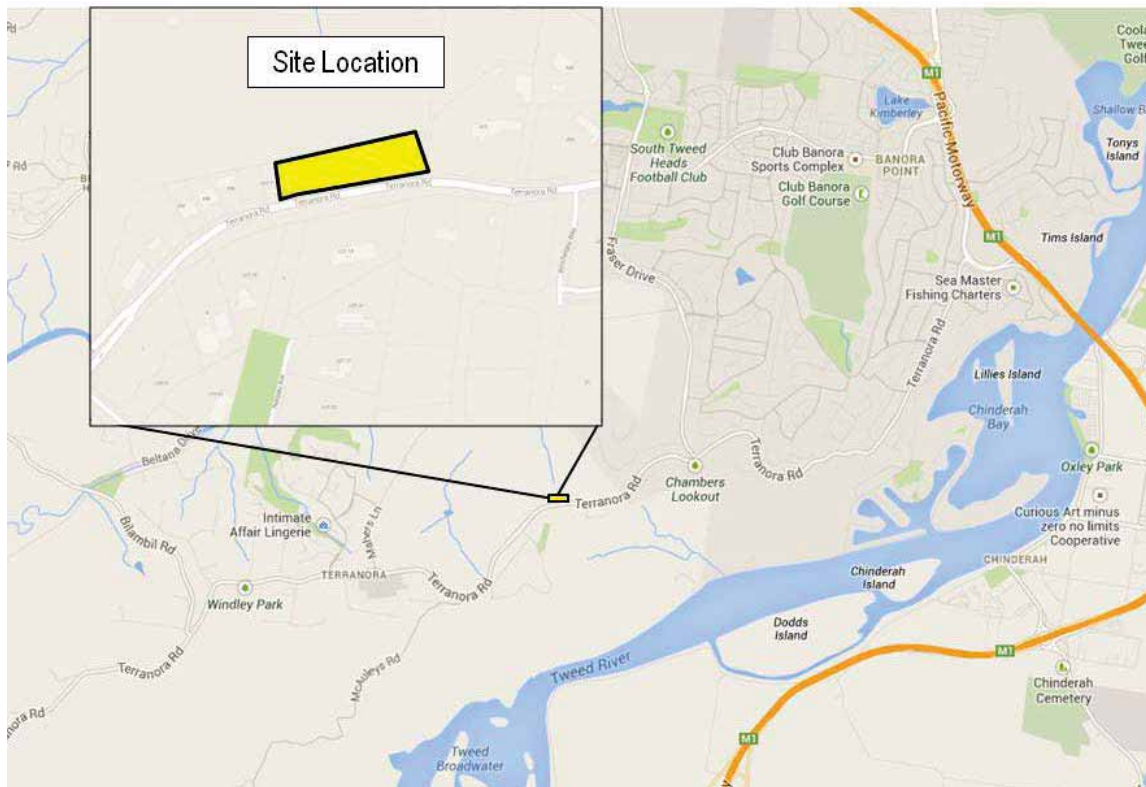 Site Location
Terranora Rd
Terranora Rd
Terranora Rd
Coola
Twee
Golf
M1
Pacific Motorway
Lake
Kimberley
Shallow B
Tonys
Island
South Tweed
Heads
Football Club
Club Banora
Sports Complex
BANORA
POINT
Club Banora
Golf Course
M1
Tims Island
Fraser Drive
Sea Master
Fishing Charters
Terranora Rd
Lillies Island
Chinderah
Bay
Beltana Drive
Terranora Rd
Chambers
Lookout
Oxley Park
Terranora Rd
Curious Art minus
zero no limits
Cooperative
Bilambil Rd
Intimate
Affair Lingerie
Mahers Ln
CHINDERAH
TERRANORA
Terranora Rd
Chinderah
Island
Windley Park
Dodds
Island
Terranora Rd
McAuleys Rd
Tweed River
M1
Chinderah
Cemetery
nora Rd
Tweed
Broadwater
M1